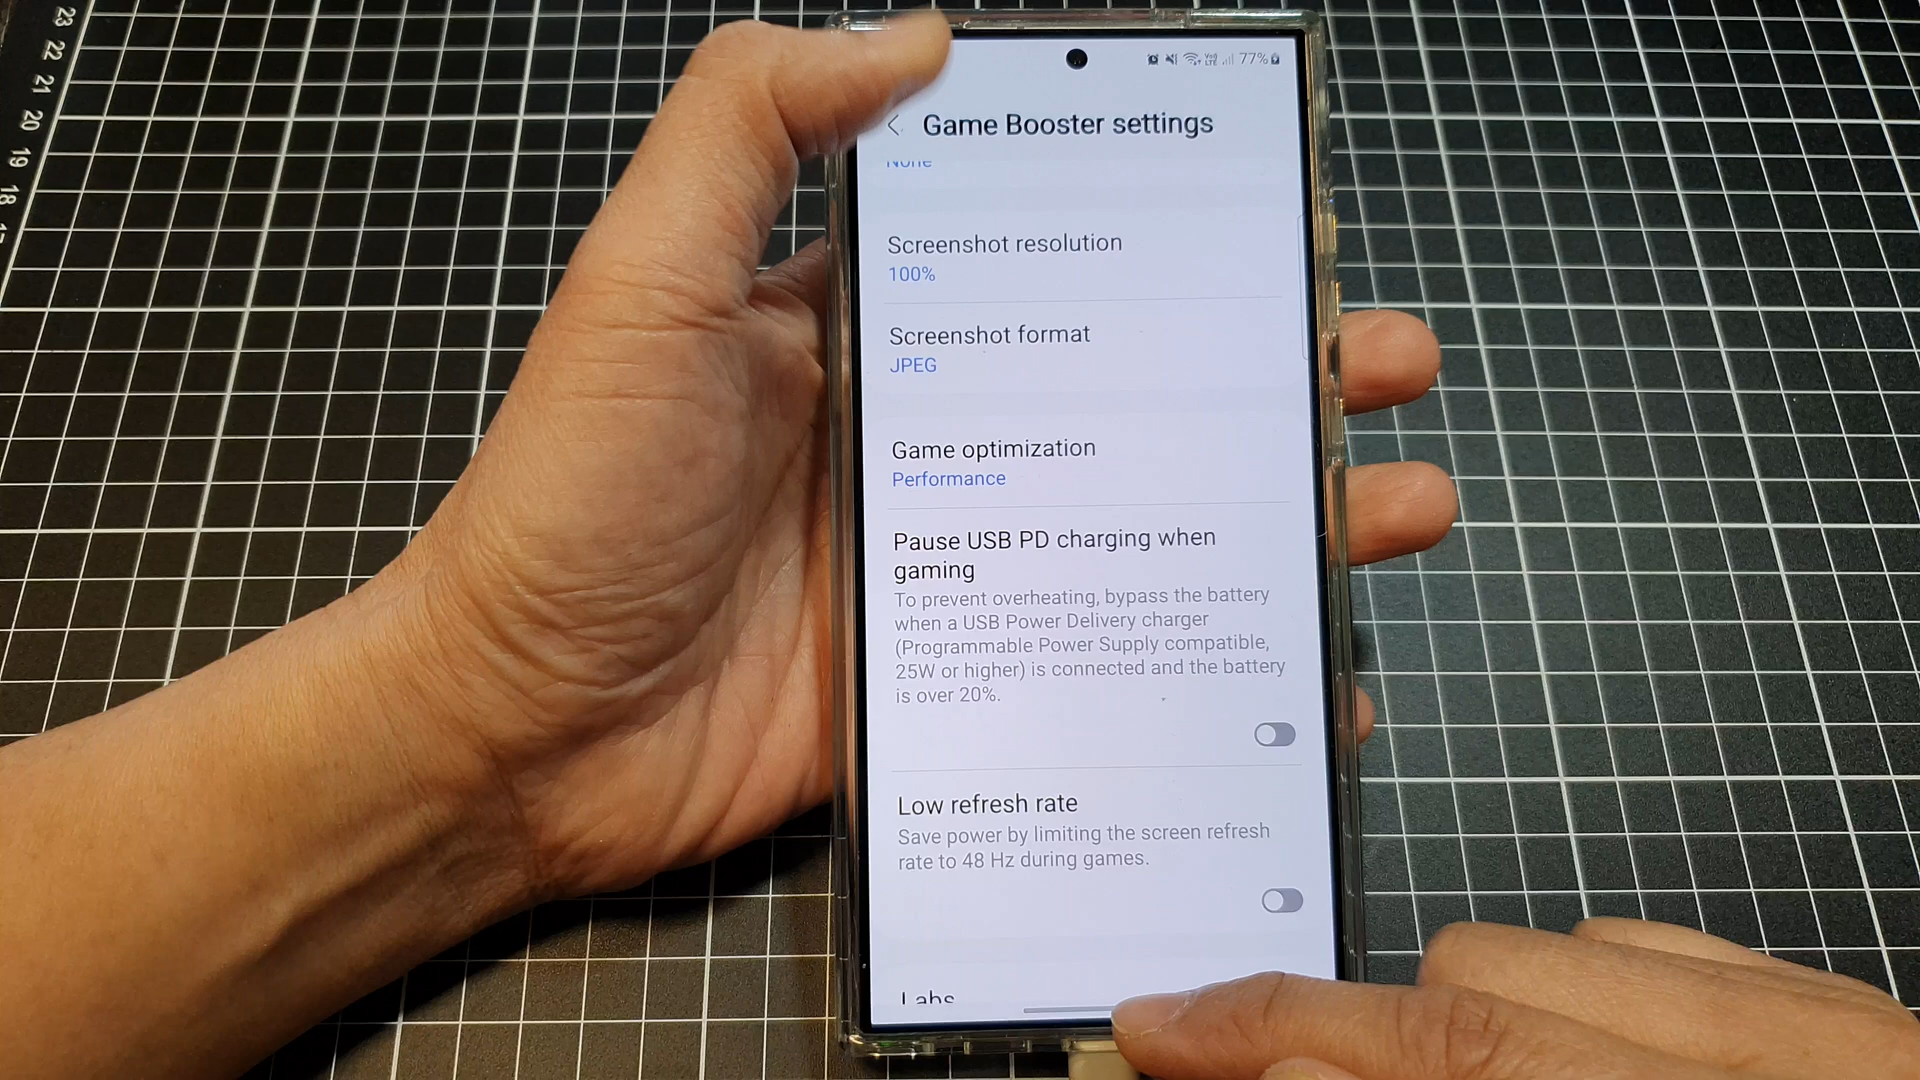 23
22
21
20
19
18
77%
Game Booster settings
None
Screenshot resolution
100%
Screenshot format
JPEG
Game optimization
Performance
Pause USB PD charging when
gaming
To prevent overheating, bypass the battery
when a USB Power Delivery charger
(Programmable Power Supply compatible,
25W or higher) is connected and the battery
is over 20%.
Low refresh rate
Save power by limiting the screen refresh
rate to 48 Hz during games.
Labs